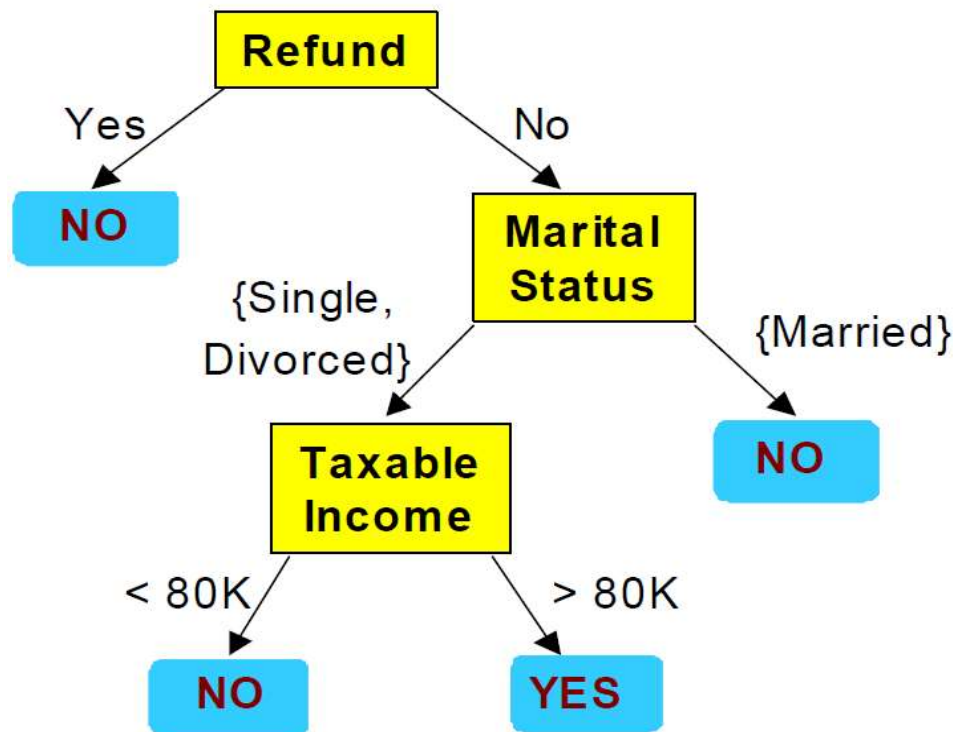 Refund
Yes
No
NO
Marital
Status
{Single,
Divorced}
{Married}
Taxable
Income
NO
< 80K
> 80K
NO
YES